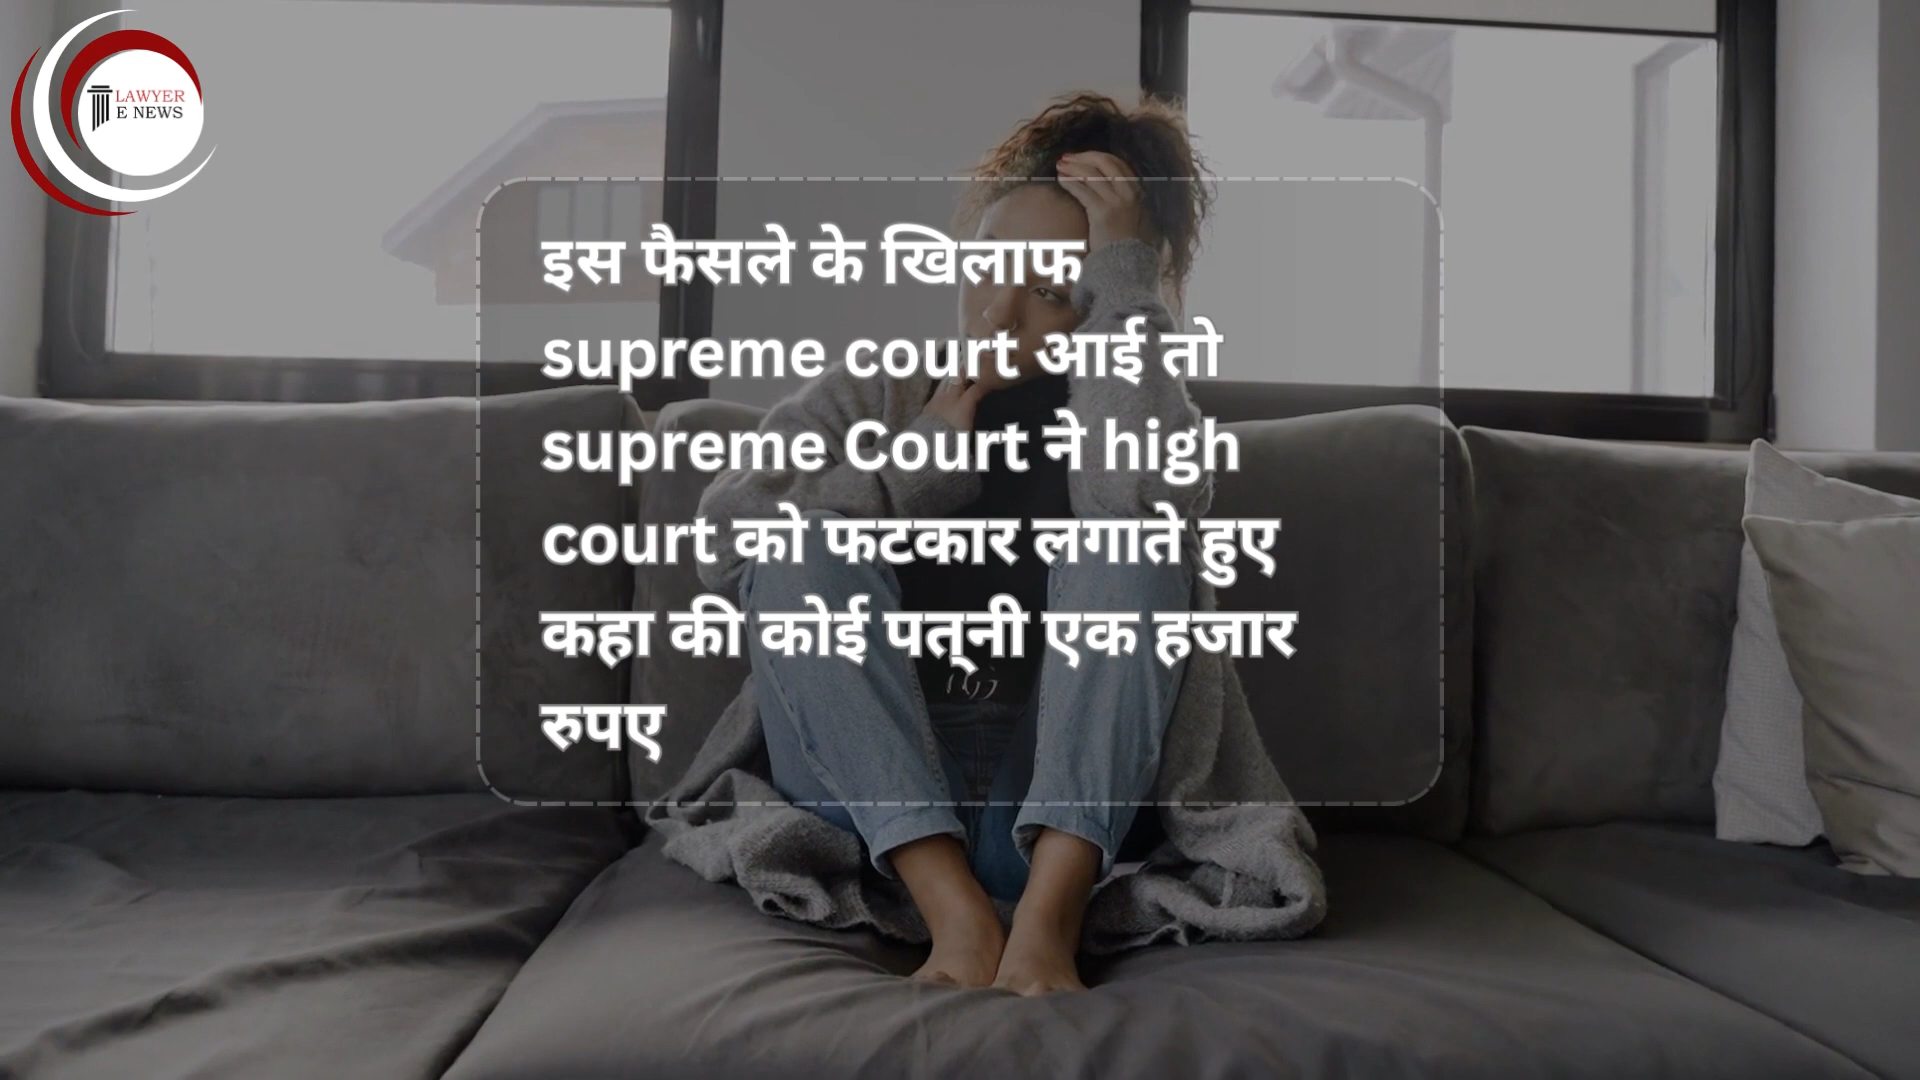 LAWYER
E NEWS
इस फैसले के खिलाफ
supreme court आई तो
supreme Court ने high
court को फटकार लगाते हुए
कहा की कोई पत्‌नी एक हजार
रुपए